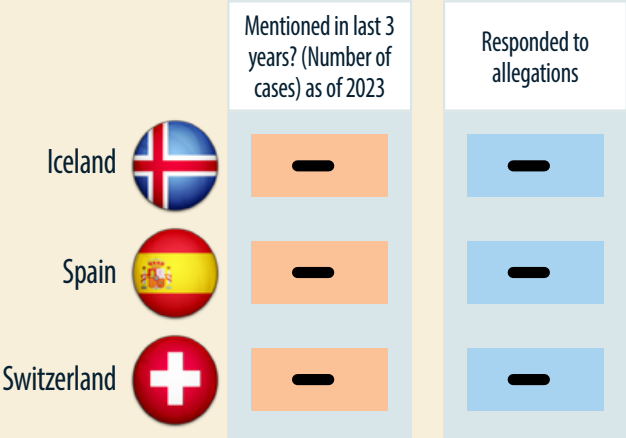 Mentioned in last 3
years? (Number of
cases) as of 2023
Responded to
allegations
Iceland – –
Spain – –
Switzerland – –